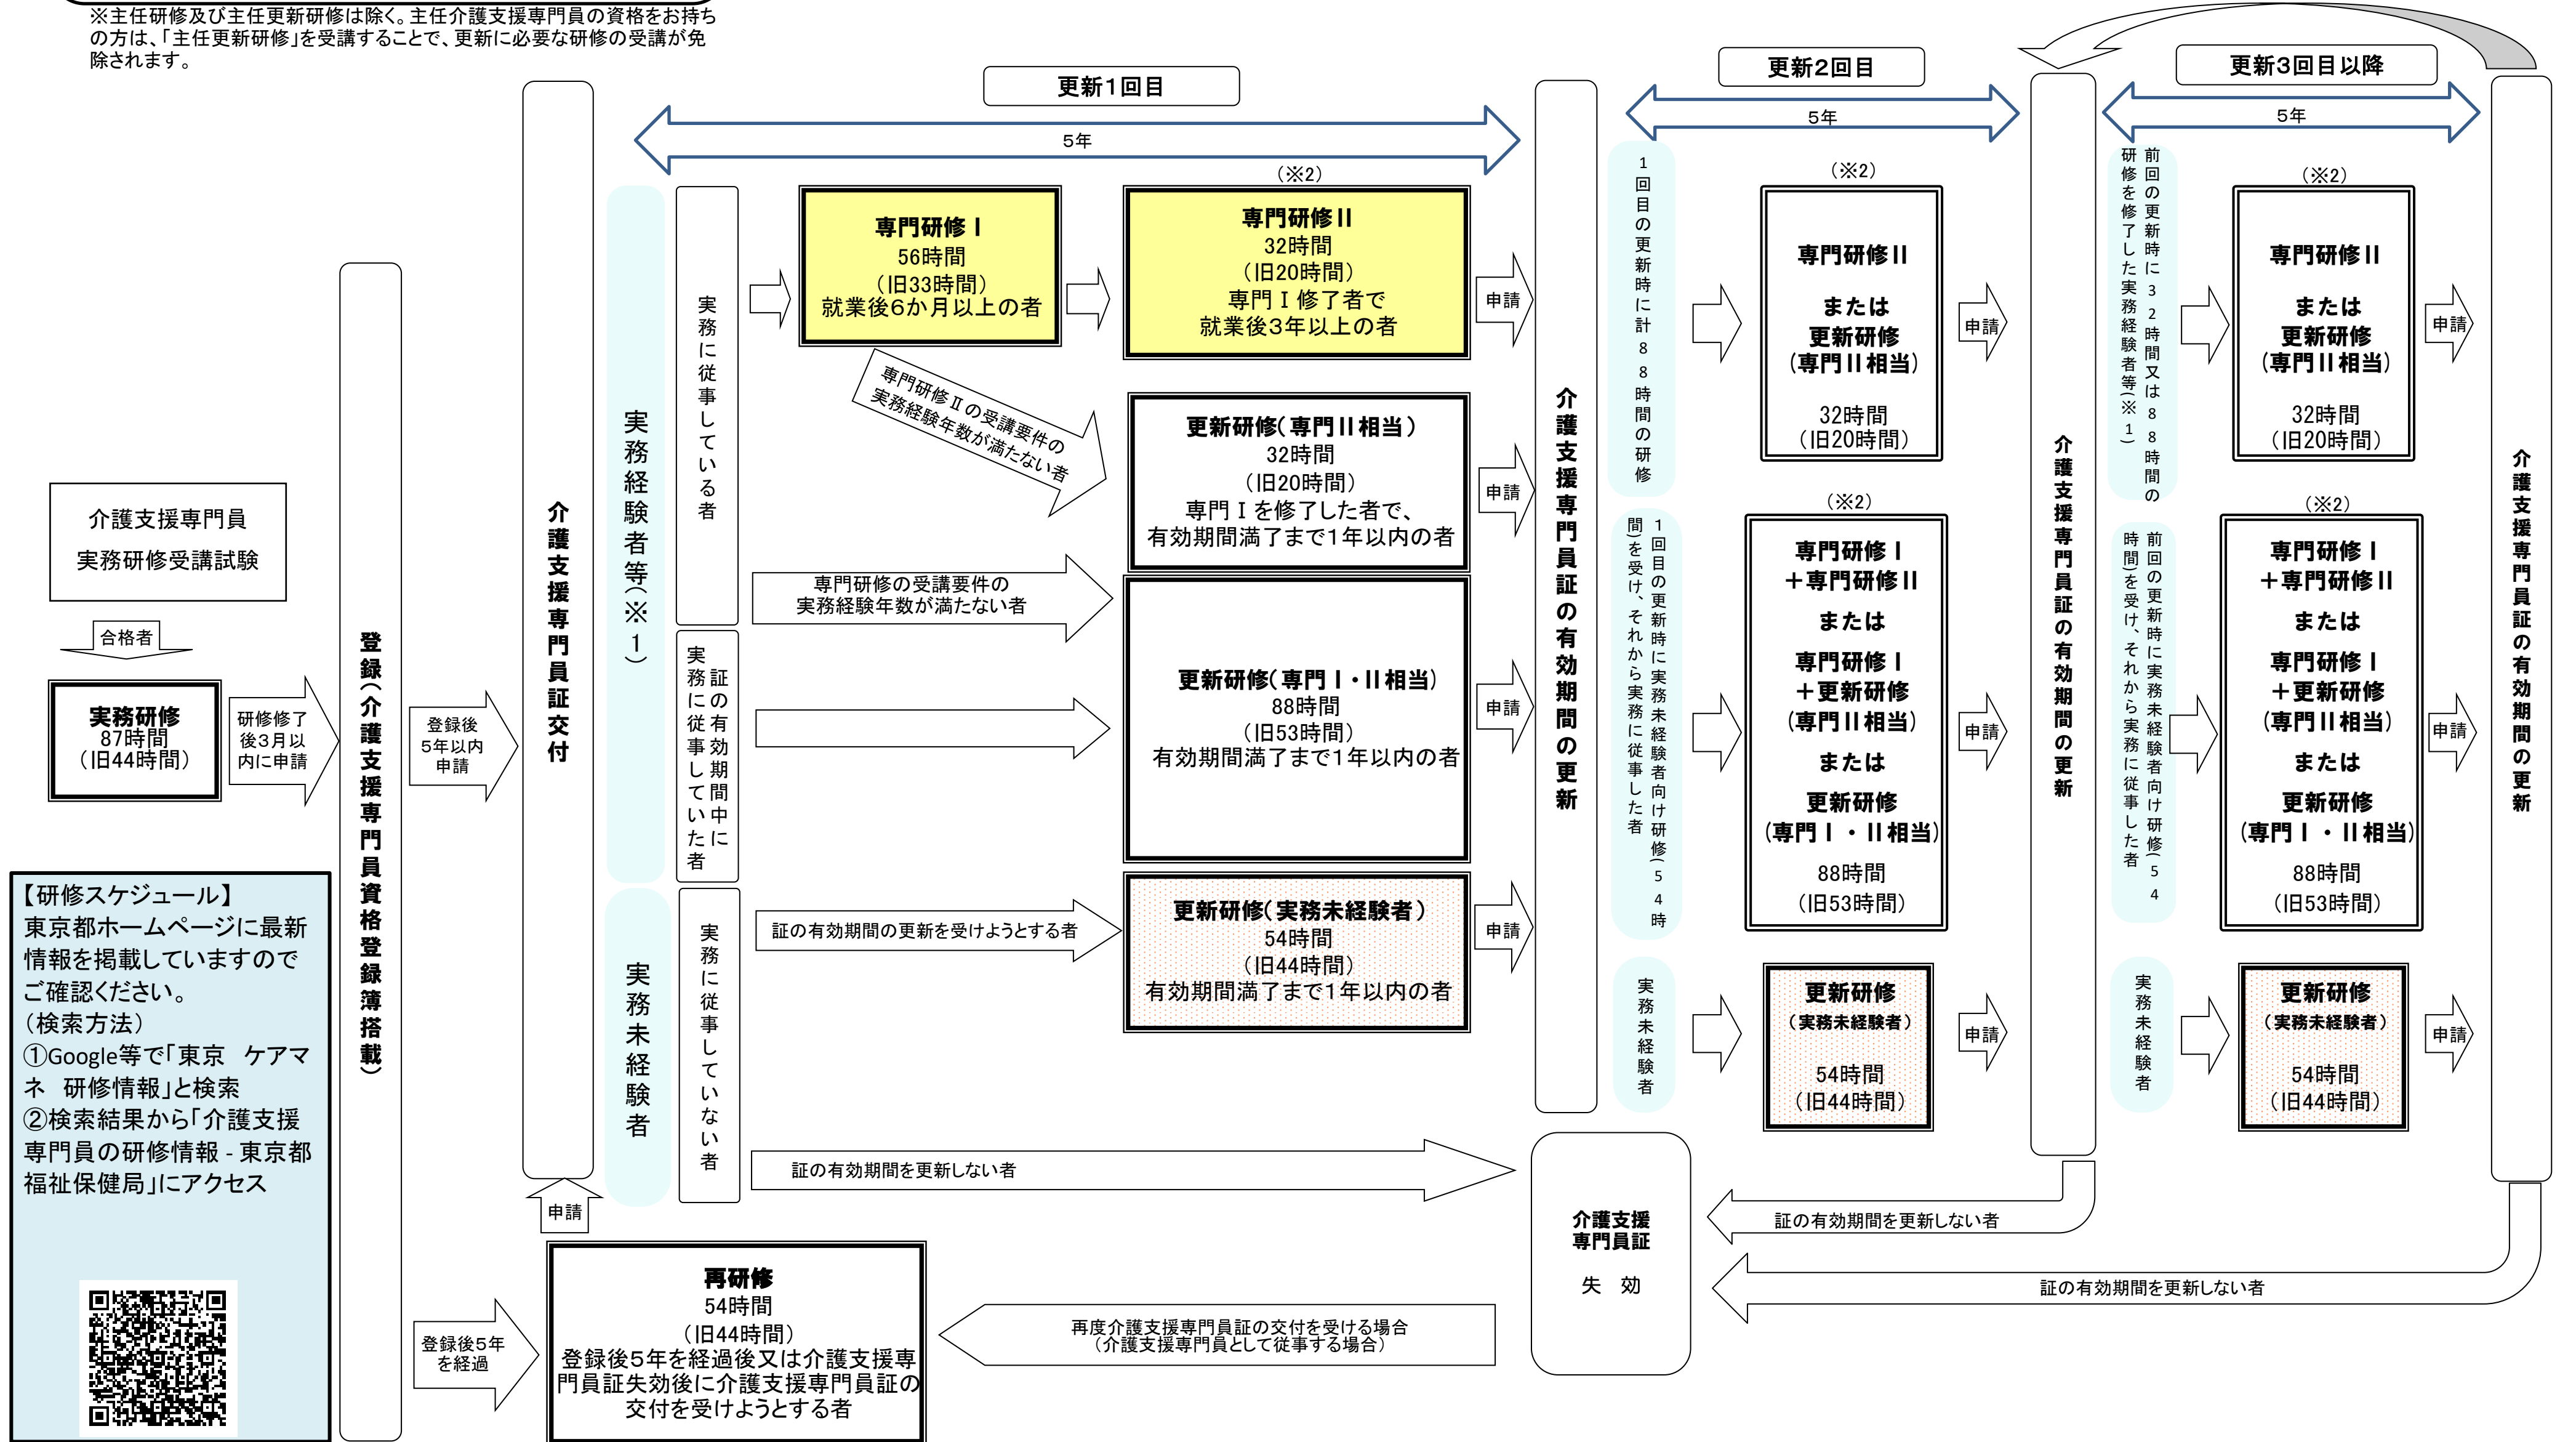 ※主任研修及び主任更新研修は除く。主任介護支援専門員の資格をお持ち
の方は、「主任更新研修」を受講することで、更新に必要な研修の受講が免
除されます。
介護支援専門員
実務研修受講試験
合格者
実務研修
87時間
（旧44時間）
研修修了
後3月以
内に申請
登録（介護支援専門員資格登録簿搭載）
登録後
5年以内
申請
登録後5年
を経過
介護支援専門員証交付
申請
再研修
54時間
（旧44時間）
登録後5年を経過後又は介護支援専
門員証失効後に介護支援専門員証の
交付を受けようとする者
【研修スケジュール】
東京都ホームページに最新
情報を掲載していますので
ご確認ください。
（検索方法）
①Google等で「東京　ケアマ
ネ　研修情報」と検索
②検索結果から「介護支援
専門員の研修情報 - 東京都
福祉保健局」にアクセス
更新1回目
5年
実務経験者等（※1）
実務未経験者
実務に従事している者
証の有効期間中に
実務に従事していた者
実務に従事していない者
専門研修Ⅰ
56時間
（旧33時間）
就業後6か月以上の者
（※2）
専門研修Ⅱ
32時間
（旧20時間）
専門Ⅰ修了者で
就業後3年以上の者
申請
専門研修Ⅱの受講要件の
実務経験年数が満たない者
更新研修（専門Ⅱ相当）
32時間
（旧20時間）
専門Ⅰを修了した者で、
有効期間満了まで1年以内の者
申請
専門研修の受講要件の
実務経験年数が満たない者
更新研修（専門Ⅰ・Ⅱ相当）
88時間
（旧53時間）
有効期間満了まで1年以内の者
申請
証の有効期間の更新を受けようとする者
更新研修（実務未経験者）
54時間
（旧44時間）
有効期間満了まで1年以内の者
申請
証の有効期間を更新しない者
再度介護支援専門員証の交付を受ける場合
（介護支援専門員として従事する場合）
介護支援専門員証の有効期間の更新
介護支援
専門員証
失　効
更新2回目
5年
1回目の更新時に計88時間の研修
（※2）
専門研修Ⅱ
または
更新研修
（専門Ⅱ相当）
32時間
（旧20時間）
申請
1回目の更新時に実務未経験者向け研修（54時
間）を受け、それから実務に従事した者
（※2）
専門研修Ⅰ
＋専門研修Ⅱ
または
専門研修Ⅰ
＋更新研修
（専門Ⅱ相当）
または
更新研修
（専門Ⅰ・Ⅱ相当）
88時間
（旧53時間）
申請
実務未経験者
更新研修
（実務未経験者）
54時間
（旧44時間）
申請
介護支援専門員証の有効期間の更新
証の有効期間を更新しない者
更新3回目以降
5年
前回の更新時に32時間又は88時間の
研修を修了した実務経験者等（※1）
（※2）
専門研修Ⅱ
または
更新研修
（専門Ⅱ相当）
32時間
（旧20時間）
申請
前回の更新時に実務未経験者向け研修（54
時間）を受け、それから実務に従事した者
（※2）
専門研修Ⅰ
＋専門研修Ⅱ
または
専門研修Ⅰ
＋更新研修
（専門Ⅱ相当）
または
更新研修
（専門Ⅰ・Ⅱ相当）
88時間
（旧53時間）
申請
実務未経験者
更新研修
（実務未経験者）
54時間
（旧44時間）
申請
介護支援専門員証の有効期間の更新
証の有効期間を更新しない者